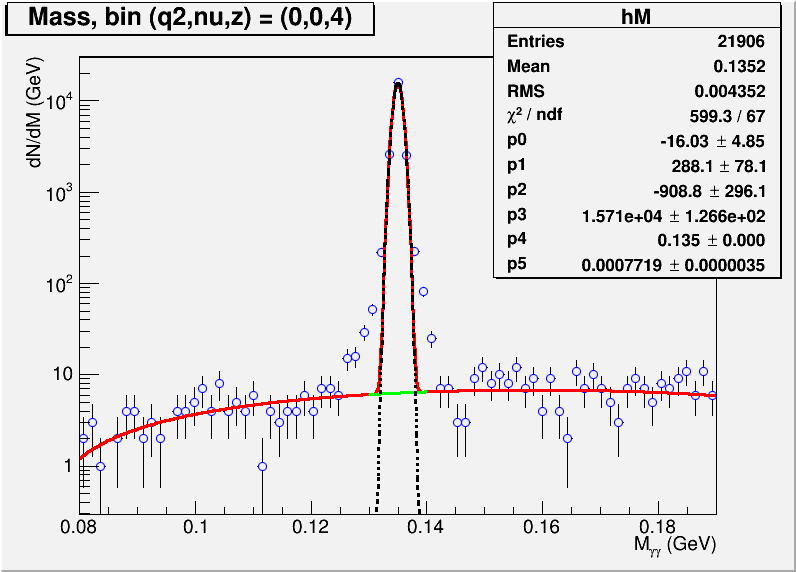 Mass, bin (q2,nu,z) = (0,0,4)
hM
Entries 21906
Mean 0.1352
RMS 0.004352
χ² / ndf 599.3 / 67
p0 -16.03 ± 4.85
p1 288.1 ± 78.1
p2 -908.8 ± 296.1
p3 1.571e+04 ± 1.266e+02
p4 0.135 ± 0.000
p5 0.0007719 ± 0.0000035
dN/dM (GeV)
10⁴
10³
10²
10
1
0.08 0.1 0.12 0.14 0.16 0.18
Mγγ (GeV)